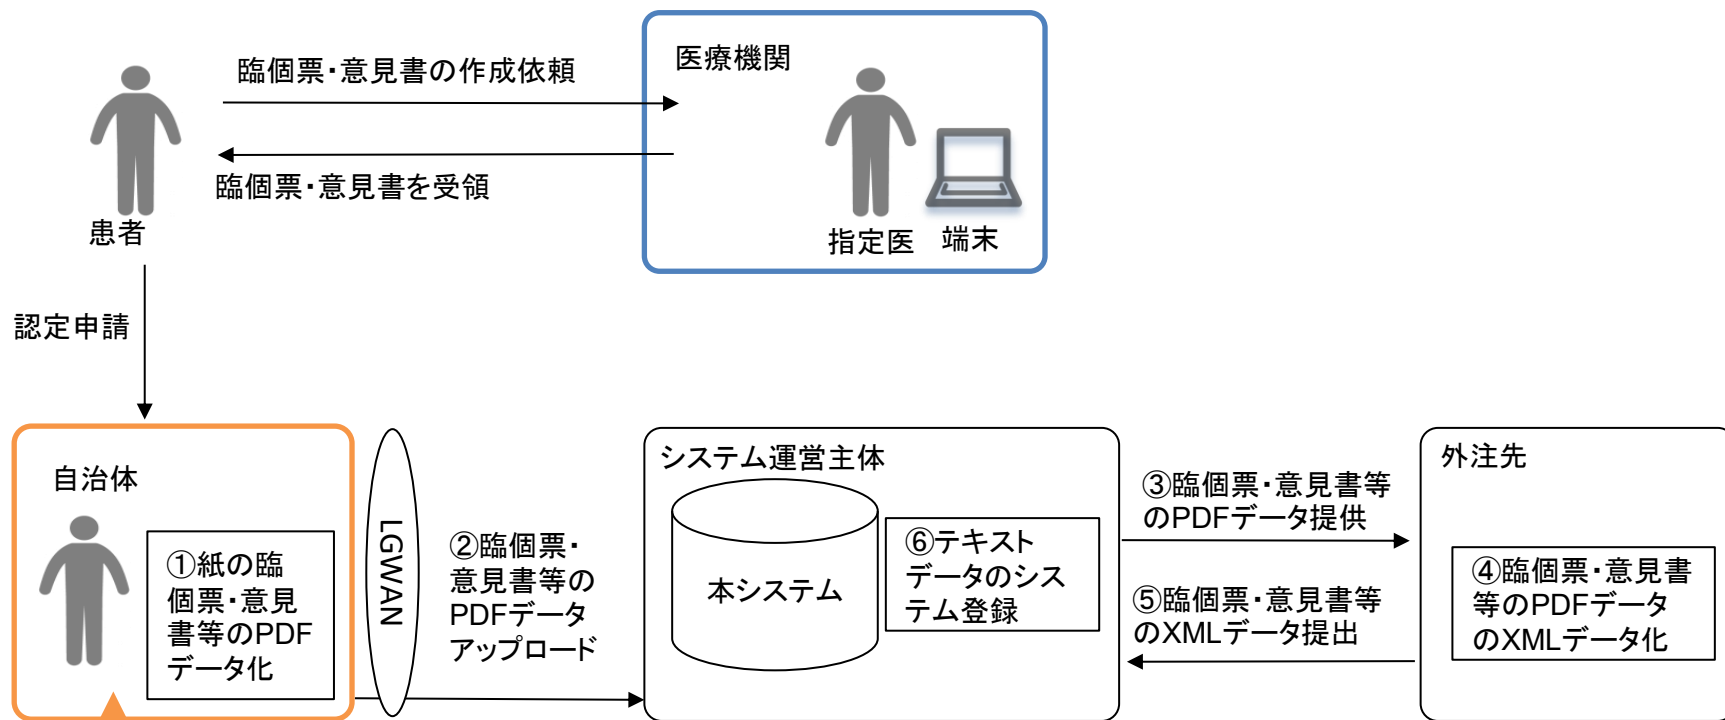 臨個票・意見書の作成依頼
医療機関
臨個票・意見書を受領
患者
指定医
端末
認定申請
自治体
①紙の臨
個票・意見
書等のPDF
データ化
LGWAN
②臨個票・
意見書等の
PDFデータ
アップロード
システム運営主体
本システム
⑥テキスト
データのシス
テム登録
③臨個票・意見書等
のPDFデータ提供
⑤臨個票・意見書等
のXMLデータ提出
外注先
④臨個票・意見書
等のPDFデータ
のXMLデータ化